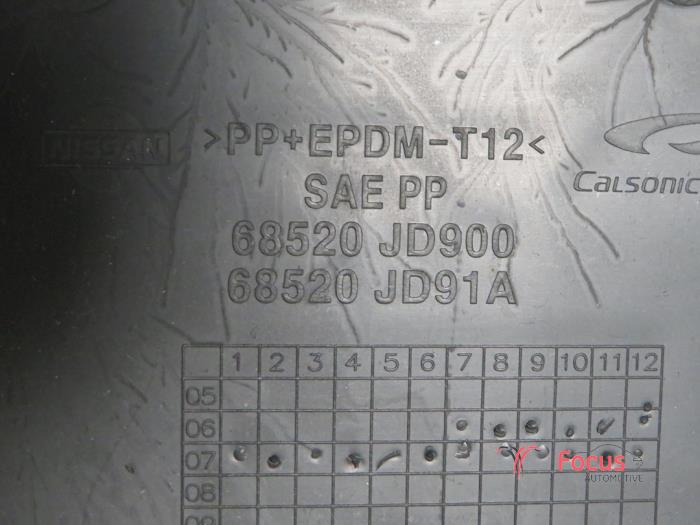 NISSAN
>PP+EPDM-T12<
CALSONIC
SAE PP
68520 JD900
68520 JD91A
1 2 3 4 5 6 7 8 9 10 11 12
05
06
07
08
09
Focus
AUTOMOTIVE